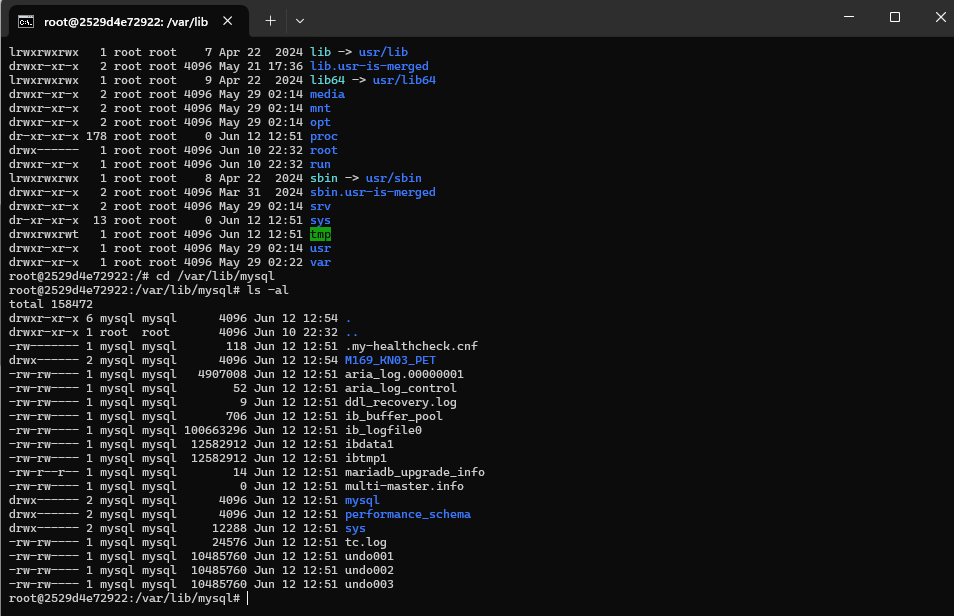 root@2529d4e72922: /var/lib
lrwxrwxrwx   1 root root    7 Apr 22  2024 lib -> usr/lib
drwxr-xr-x   2 root root 4096 May 21 17:36 lib.usr-is-merged
lrwxrwxrwx   1 root root    9 Apr 22  2024 lib64 -> usr/lib64
drwxr-xr-x   2 root root 4096 May 29 02:14 media
drwxr-xr-x   2 root root 4096 May 29 02:14 mnt
drwxr-xr-x   2 root root 4096 May 29 02:14 opt
dr-xr-xr-x 178 root root    0 Jun 12 12:51 proc
drwx------   1 root root 4096 Jun 10 22:32 root
drwxr-xr-x   1 root root 4096 Jun 10 22:32 run
lrwxrwxrwx   1 root root    8 Apr 22  2024 sbin -> usr/sbin
drwxr-xr-x   2 root root 4096 Mar 31  2024 sbin.usr-is-merged
drwxr-xr-x   2 root root 4096 May 29 02:14 srv
dr-xr-xr-x  13 root root    0 Jun 12 12:51 sys
drwxrwxrwt   1 root root 4096 Jun 12 12:51 tmp
drwxr-xr-x   1 root root 4096 May 29 02:14 usr
drwxr-xr-x   1 root root 4096 May 29 02:22 var
root@2529d4e72922:/# cd /var/lib/mysql
root@2529d4e72922:/var/lib/mysql# ls -al
total 158472
drwxr-xr-x 6 mysql mysql      4096 Jun 12 12:54 .
drwxr-xr-x 1 root  root       4096 Jun 10 22:32 ..
-rw------- 1 mysql mysql       118 Jun 12 12:51 .my-healthcheck.cnf
drwx------ 2 mysql mysql      4096 Jun 12 12:54 M169_KN03_PET
-rw-rw---- 1 mysql mysql   4907008 Jun 12 12:51 aria_log.00000001
-rw-rw---- 1 mysql mysql        52 Jun 12 12:51 aria_log_control
-rw-rw---- 1 mysql mysql         9 Jun 12 12:51 ddl_recovery.log
-rw-rw---- 1 mysql mysql       706 Jun 12 12:51 ib_buffer_pool
-rw-rw---- 1 mysql mysql 100663296 Jun 12 12:51 ib_logfile0
-rw-rw---- 1 mysql mysql  12582912 Jun 12 12:51 ibdata1
-rw-rw---- 1 mysql mysql  12582912 Jun 12 12:51 ibtmp1
-rw-r--r-- 1 mysql mysql        14 Jun 12 12:51 mariadb_upgrade_info
-rw-rw---- 1 mysql mysql         0 Jun 12 12:51 multi-master.info
drwx------ 2 mysql mysql      4096 Jun 12 12:51 mysql
drwx------ 2 mysql mysql      4096 Jun 12 12:51 performance_schema
drwx------ 2 mysql mysql     12288 Jun 12 12:51 sys
-rw-rw---- 1 mysql mysql     24576 Jun 12 12:51 tc.log
-rw-rw---- 1 mysql mysql  10485760 Jun 12 12:51 undo001
-rw-rw---- 1 mysql mysql  10485760 Jun 12 12:51 undo002
-rw-rw---- 1 mysql mysql  10485760 Jun 12 12:51 undo003
root@2529d4e72922:/var/lib/mysql#